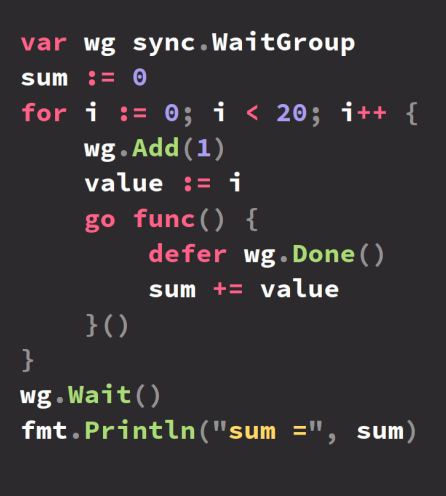 var wg sync.WaitGroup
sum := 0
for i := 0; i < 20; i++ {
    wg.Add(1)
    value := i
    go func() {
        defer wg.Done()
        sum += value
    }()
}
wg.Wait()
fmt.Println("sum =", sum)